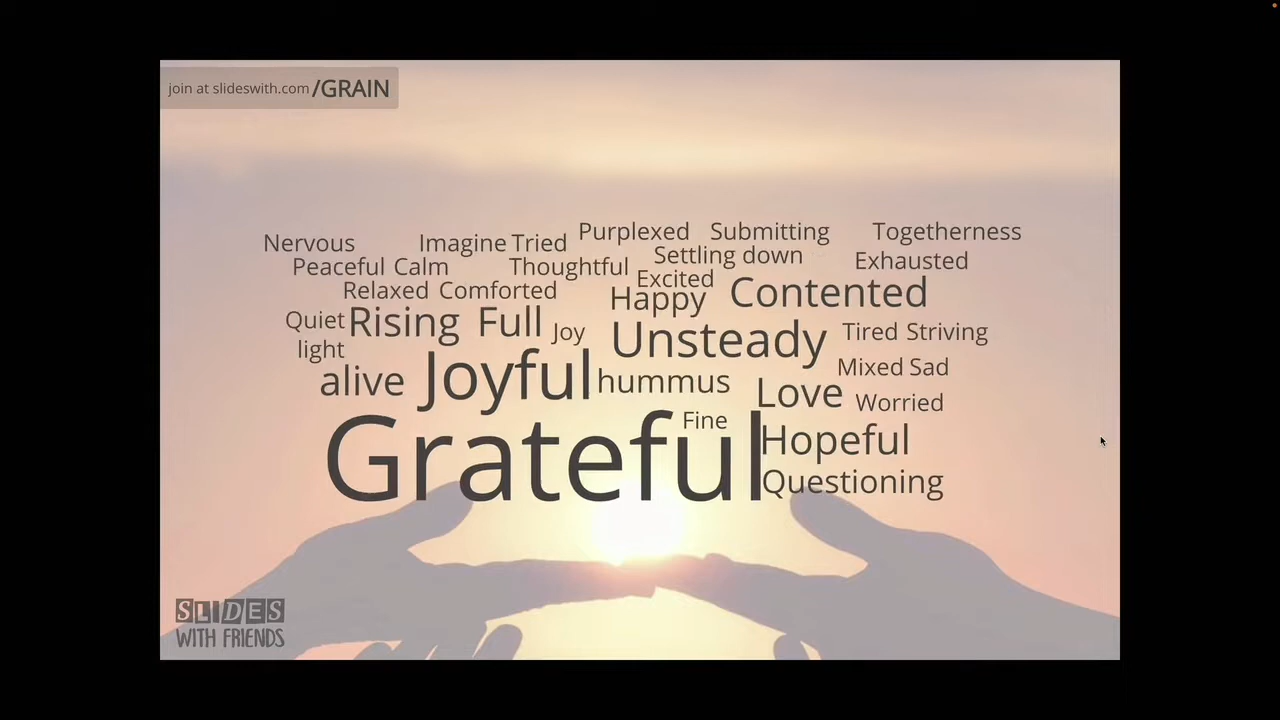 join at slideswith.com/GRAIN
Purplexed Submitting Togetherness
Nervous Imagine Tried
Settling down
Peaceful Calm Thoughtful Exhausted
Excited
Relaxed Comforted Happy Contented
Quiet Rising Full Joy Unsteady Tired Striving
light
alive Joyful hummus Love Mixed Sad
Worried
Grateful Fine Hopeful
Questioning
SLIDES
WITH FRIENDS